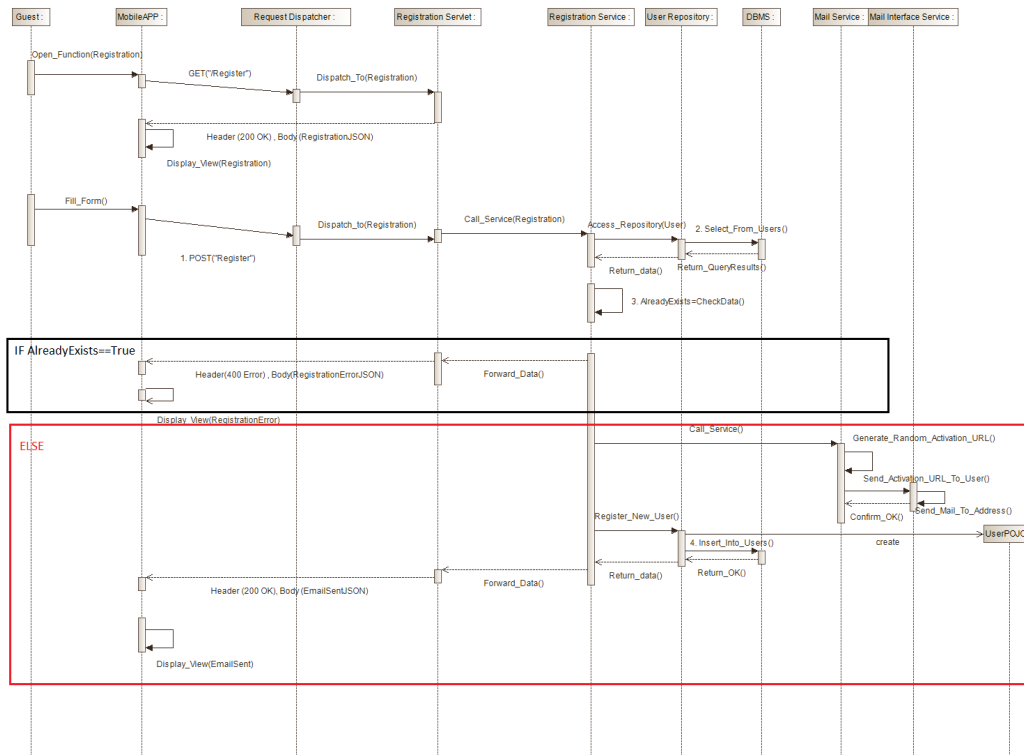 Guest :
MobileAPP :
Request Dispatcher :
Registration Servlet :
Registration Service :
User Repository :
DBMS :
Mail Service :
Mail Interface Service :
Open_Function(Registration)
GET("/Register")
Dispatch_To(Registration)
Header (200 OK) , Body (RegistrationJSON)
Display_View(Registration)
Fill_Form()
Dispatch_to(Registration)
Call_Service(Registration)
Access_Repository(User)
2. Select_From_Users()
1. POST("Register")
Return_data()
Return_QueryResults()
3. AlreadyExists=CheckData()
IF AlreadyExists==True
Header(400 Error) , Body(RegistrationErrorJSON)
Forward_Data()
Display_View(RegistrationError)
ELSE
Call_Service()
Generate_Random_Activation_URL()
Send_Activation_URL_To_User()
Confirm_OK()
Send_Mail_To_Address()
Register_New_User()
4. Insert_Into_Users()
create
UserPOJO
Return_data()
Return_OK()
Forward_Data()
Header (200 OK), Body (EmailSentJSON)
Display_View(EmailSent)